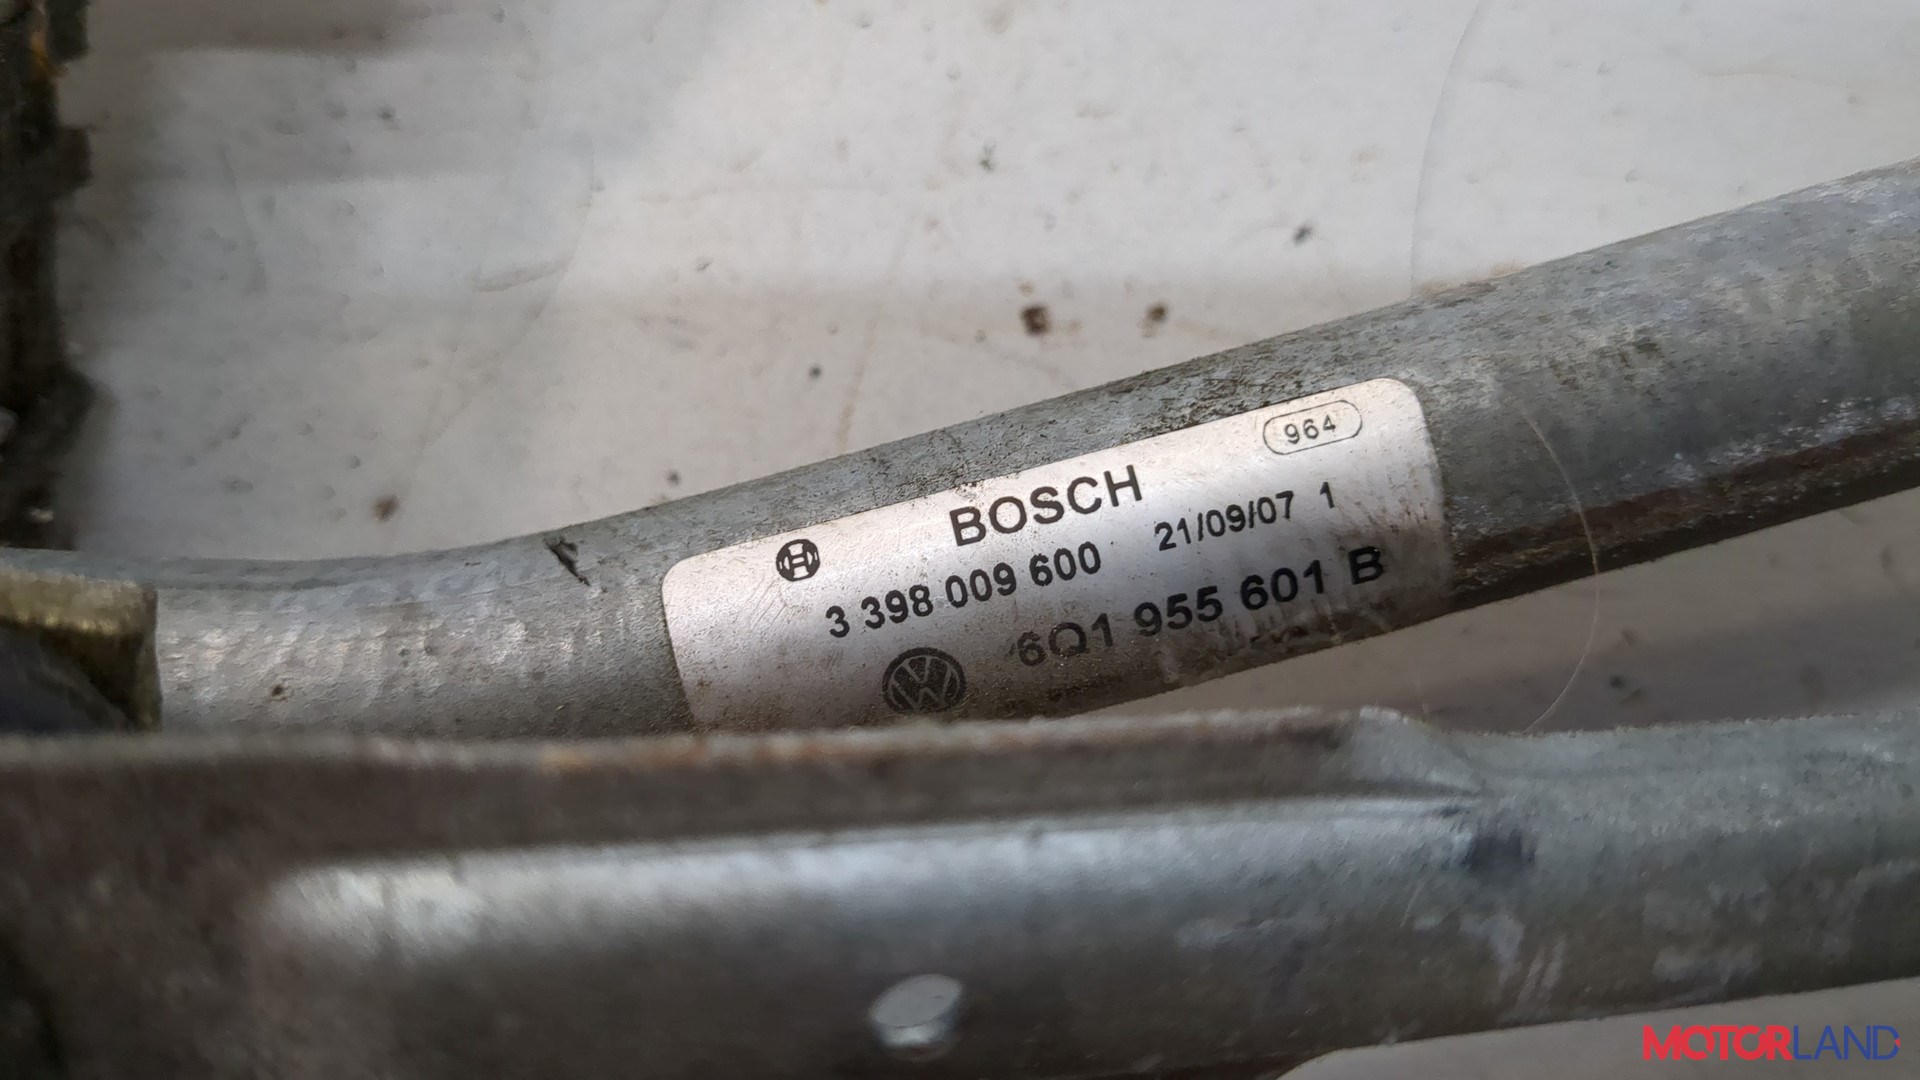 964
BOSCH
3 398 009 600 21/09/07 1
6Q1 955 601 B
MOTORLAND